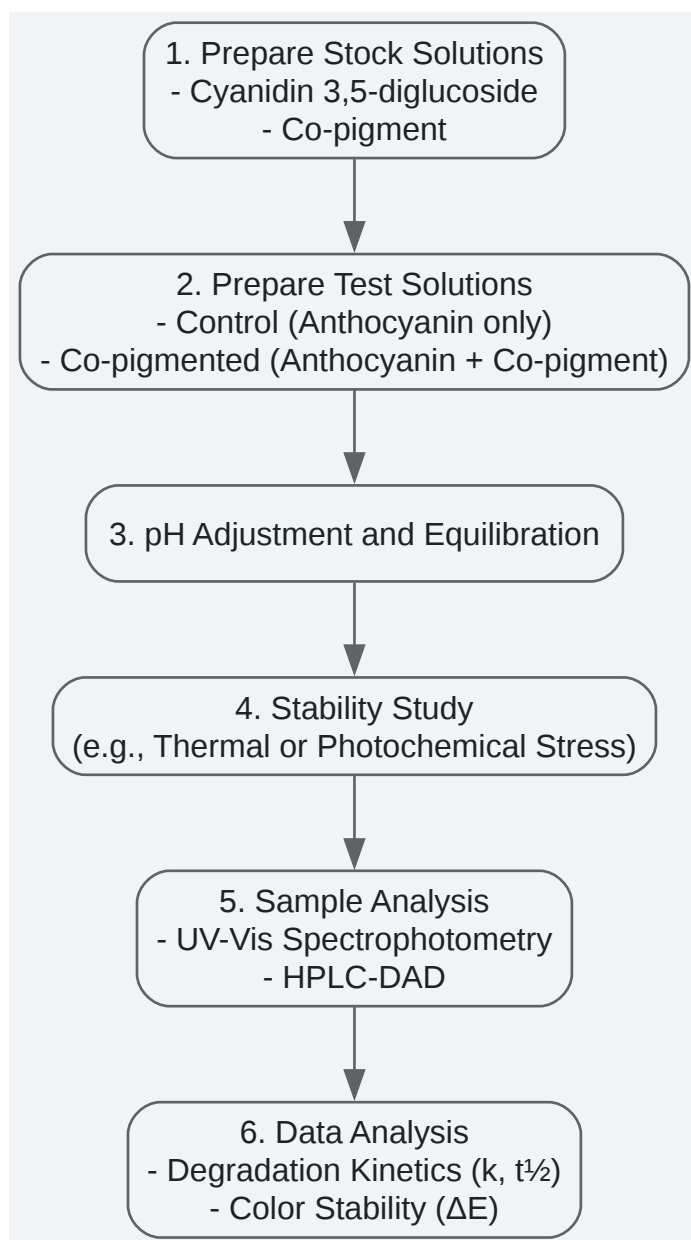 1. Prepare Stock Solutions
- Cyanidin 3,5-diglucoside
- Co-pigment
2. Prepare Test Solutions
- Control (Anthocyanin only)
- Co-pigmented (Anthocyanin + Co-pigment)
3. pH Adjustment and Equilibration
4. Stability Study
(e.g., Thermal or Photochemical Stress)
5. Sample Analysis
- UV-Vis Spectrophotometry
- HPLC-DAD
6. Data Analysis
- Degradation Kinetics (k, t½)
- Color Stability (ΔE)